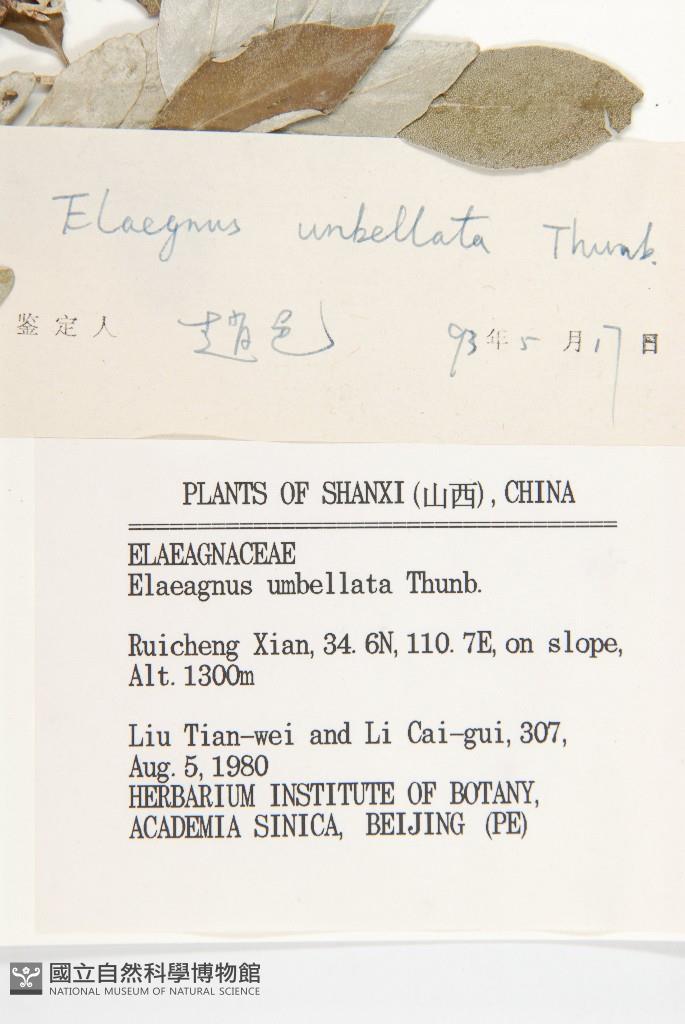 Elaegnus unbellata Thunb.
鉴定人 趙邑 93年5月17日
PLANTS OF SHANXI (山西), CHINA
ELAEAGNACEAE
Elaeagnus umbellata Thunb.
Ruicheng Xian, 34. 6N, 110. 7E, on slope,
Alt. 1300m
Liu Tian-wei and Li Cai-gui, 307,
Aug. 5, 1980
HERBARIUM INSTITUTE OF BOTANY,
ACADEMIA SINICA, BEIJING (PE)
國立自然科學博物館
NATIONAL MUSEUM OF NATURAL SCIENCE